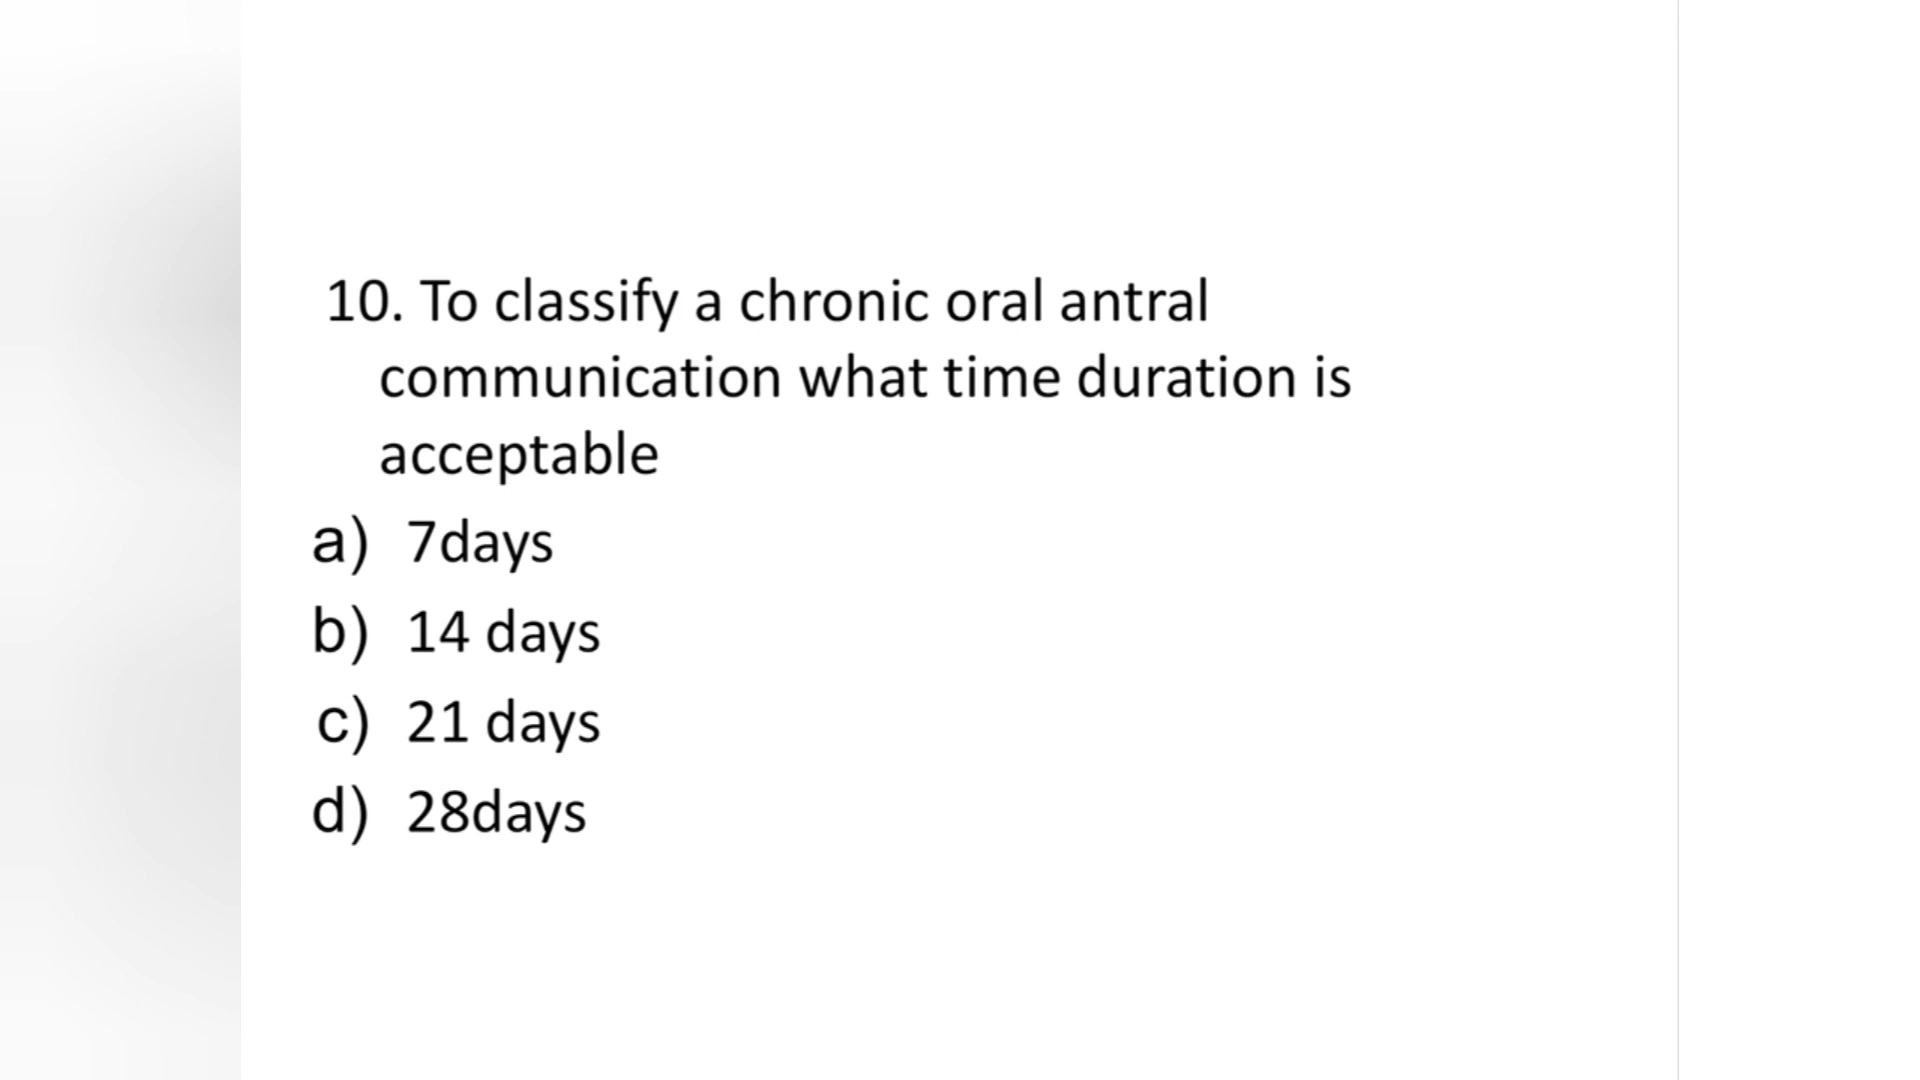 10. To classify a chronic oral antral
communication what time duration is
acceptable
a) 7days
b) 14 days
c) 21 days
d) 28days